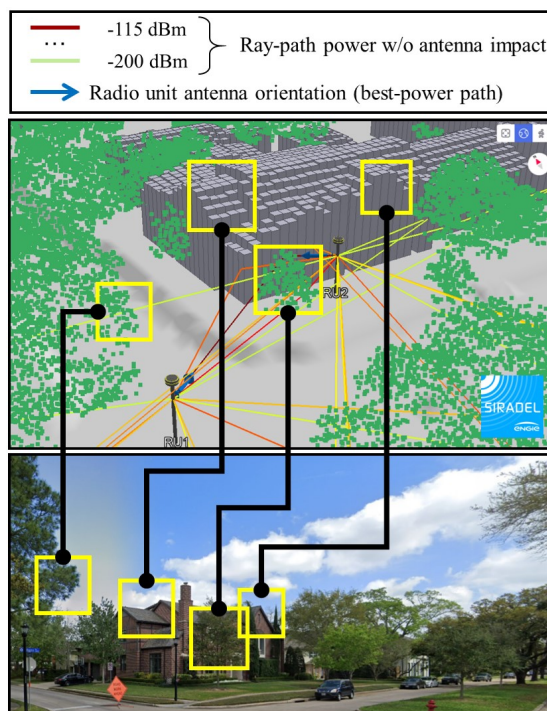 -115 dBm
...
-200 dBm
Ray-path power w/o antenna impact
Radio unit antenna orientation (best-power path)
RU2
RU1
SIRADEL
ENGIE